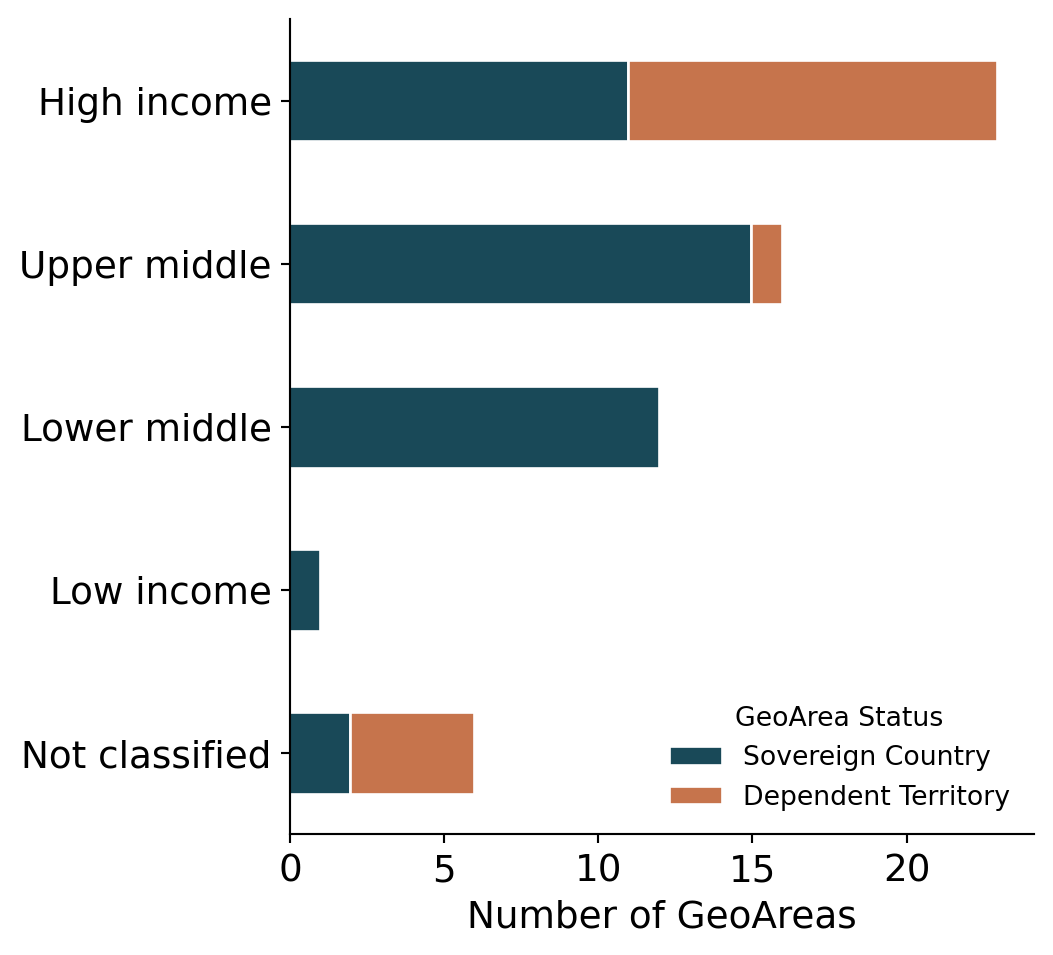 High income
Upper middle
Lower middle
Low income
Not classified
GeoArea Status
Sovereign Country
Dependent Territory
0 5 10 15 20
Number of GeoAreas